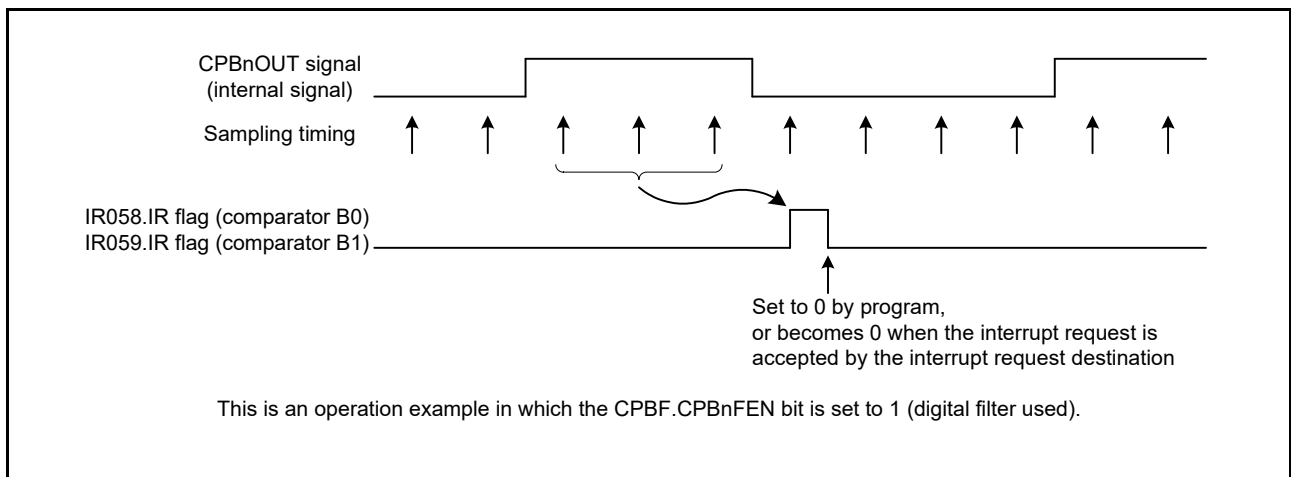 CPBnOUT signal
(internal signal)
Sampling timing
IR058.IR flag (comparator B0)
IR059.IR flag (comparator B1)
Set to 0 by program,
or becomes 0 when the interrupt request is
accepted by the interrupt request destination
This is an operation example in which the CPBF.CPBnFEN bit is set to 1 (digital filter used).